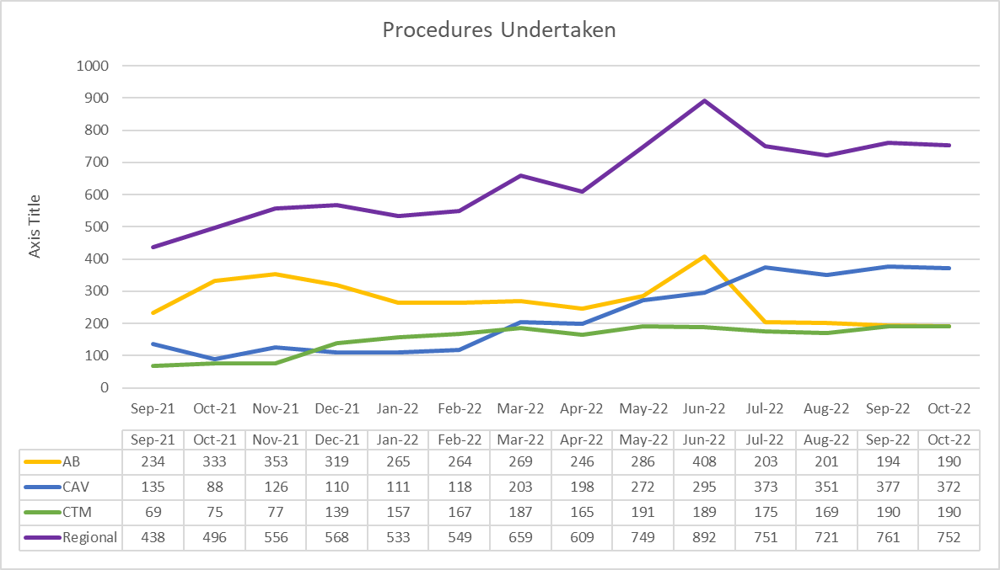 Procedures Undertaken
1000
900
800
700
600
500
400
300
200
100
0
Axis Title
Sep-21 Oct-21 Nov-21 Dec-21 Jan-22 Feb-22 Mar-22 Apr-22 May-22 Jun-22 Jul-22 Aug-22 Sep-22 Oct-22
Sep-21 Oct-21 Nov-21 Dec-21 Jan-22 Feb-22 Mar-22 Apr-22 May-22 Jun-22 Jul-22 Aug-22 Sep-22 Oct-22
AB 234 333 353 319 265 264 269 246 286 408 203 201 194 190
CAV 135 88 126 110 111 118 203 198 272 295 373 351 377 372
CTM 69 75 77 139 157 167 187 165 191 189 175 169 190 190
Regional 438 496 556 568 533 549 659 609 749 892 751 721 761 752